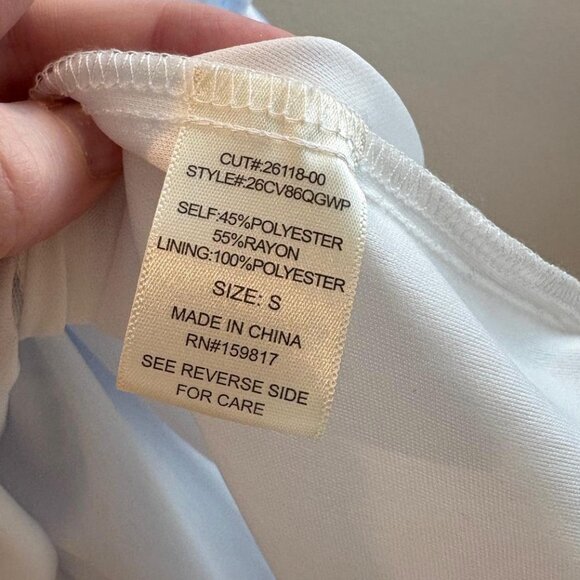 CUT#:26118-00
STYLE#:26CV86QGWP
SELF:45%POLYESTER
55%RAYON
LINING:100%POLYESTER
SIZE: S
MADE IN CHINA
RN#159817
SEE REVERSE SIDE
FOR CARE